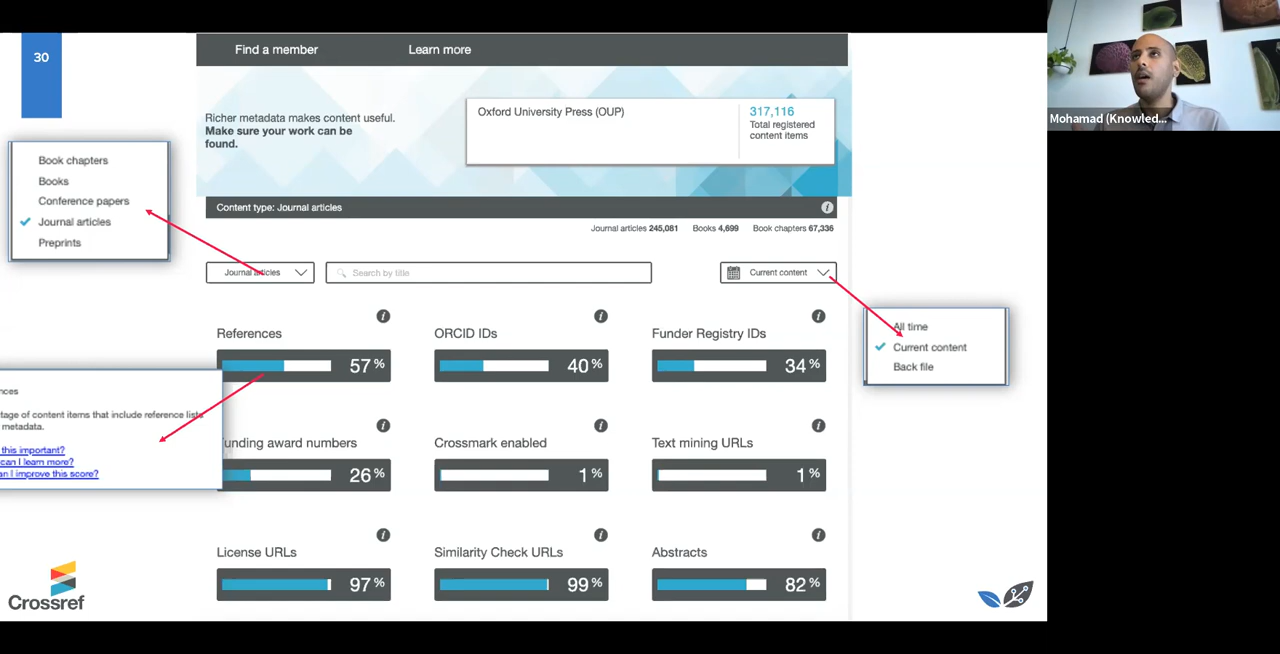 30
Find a member
Learn more
Richer metadata makes content useful.
Make sure your work can be
found.
Oxford University Press (OUP)
317,116
Total registered
content items
Mohamad (Knowled...
Book chapters
Books
Conference papers
Journal articles
Preprints
Content type: Journal articles
Journal articles 245,081 Books 4,699 Book chapters 67,336
Journal articles
Search by title
Current content
All time
Current content
Back file
References
57 %
ORCID IDs
40 %
Funder Registry IDs
34 %
nces
tage of content items that include reference lists
metadata.
this important?
can I learn more?
an I improve this score?
unding award numbers
26 %
Crossmark enabled
1 %
Text mining URLs
1 %
License URLs
97 %
Similarity Check URLs
99 %
Abstracts
82 %
Crossref